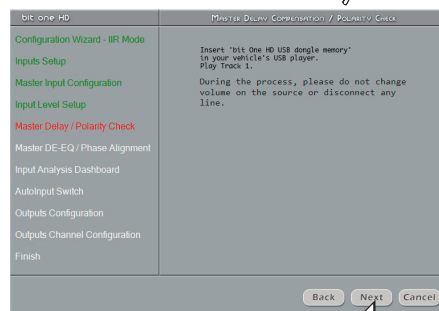 bit one HD
Master Delay Compensation / Polarity Check
Configuration Wizard - IIR Mode
Inputs Setup
Master Input Configuration
Input Level Setup
Master Delay / Polarity Check
Master DE-EQ / Phase Alignment
Input Analysis Dashboard
AutoInput Switch
Outputs Configuration
Outputs Channel Configuration
Finish
Insert "bit One HD USB dongle memory"
in your vehicle's USB player.
Play Track 1.
During the process, please do not change
volume on the source or disconnect any
line.
Back
Next
Cancel